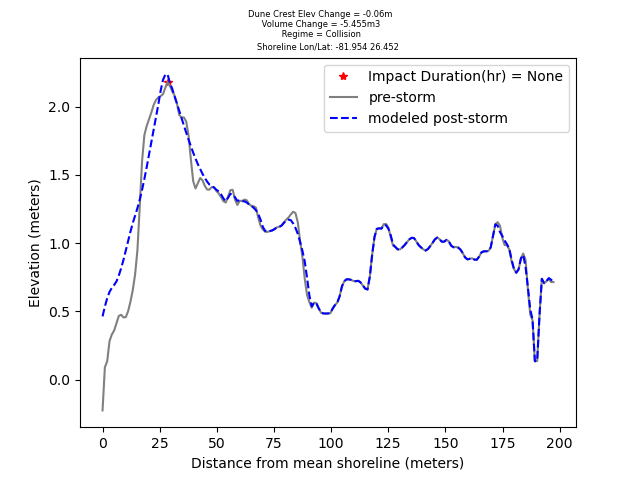 Dune Crest Elev Change = -0.06m
Volume Change = -5.455m3
Regime = Collision
Shoreline Lon/Lat: -81.954 26.452
Impact Duration(hr) = None
pre-storm
modeled post-storm
2.0
1.5
1.0
0.5
0.0
Elevation (meters)
0 25 50 75 100 125 150 175 200
Distance from mean shoreline (meters)